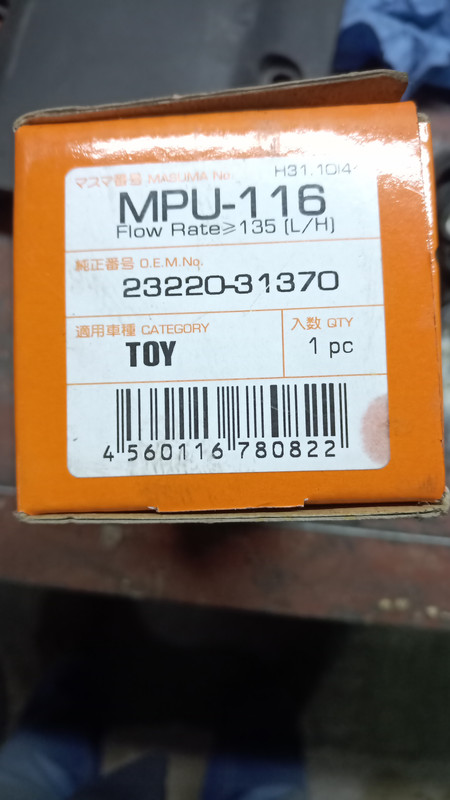 マスマ番号 MASUMA No.
H31.10I4
MPU-116
Flow Rate≥135 (L/H)
純正番号 O.E.M.No.
23220-31370
適用車種 CATEGORY
TOY
入数 QTY
1 pc
4 560116 780822